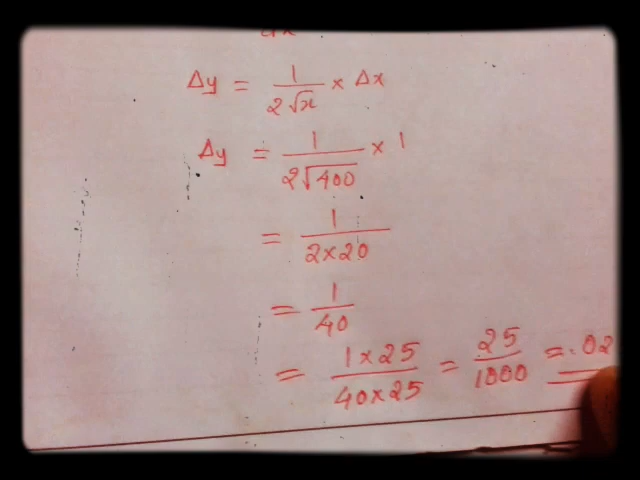 Δy = 1/(2√x) × Δx
Δy = 1/(2√400) × 1
= 1/(2×20)
= 1/40
= (1×25)/(40×25) = 25/1000 = .02